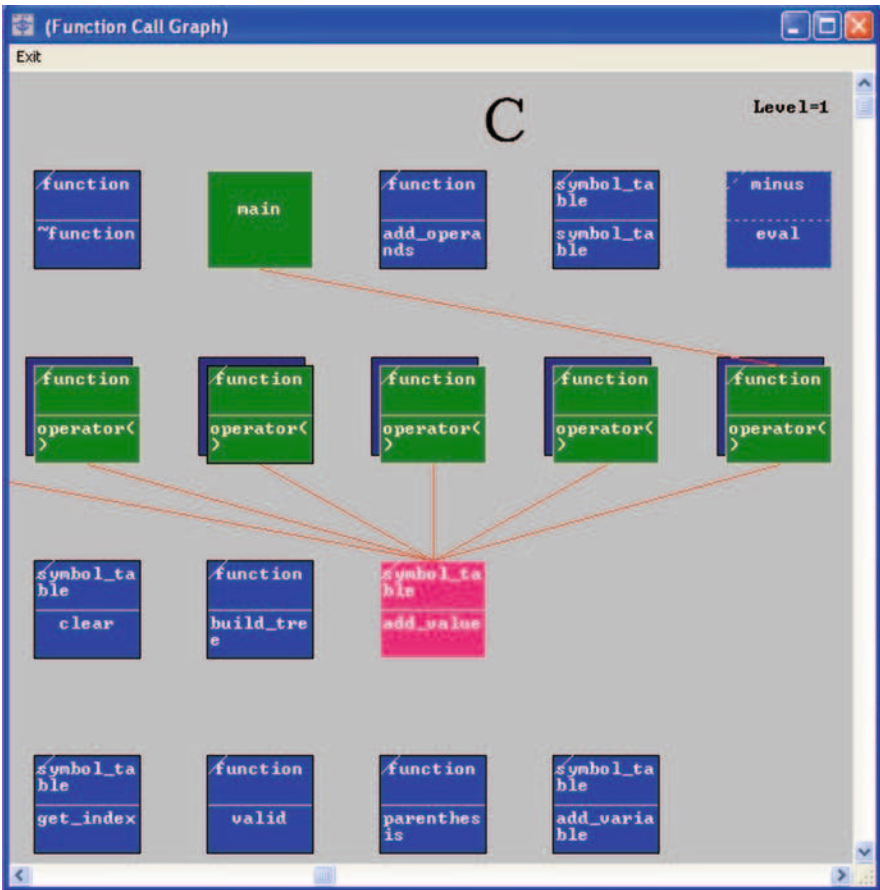 (Function Call Graph)
Exit
C
Level=1
function
~function
main
function
add_opera
nds
symbol_ta
ble
symbol_ta
ble
minus
eval
function
operator(
)
function
operator(
)
function
operator(
)
function
operator(
)
function
operator(
)
symbol_ta
ble
clear
function
build_tre
e
symbol_ta
ble
add_value
symbol_ta
ble
get_index
function
valid
function
parenthes
is
symbol_ta
ble
add_varia
ble